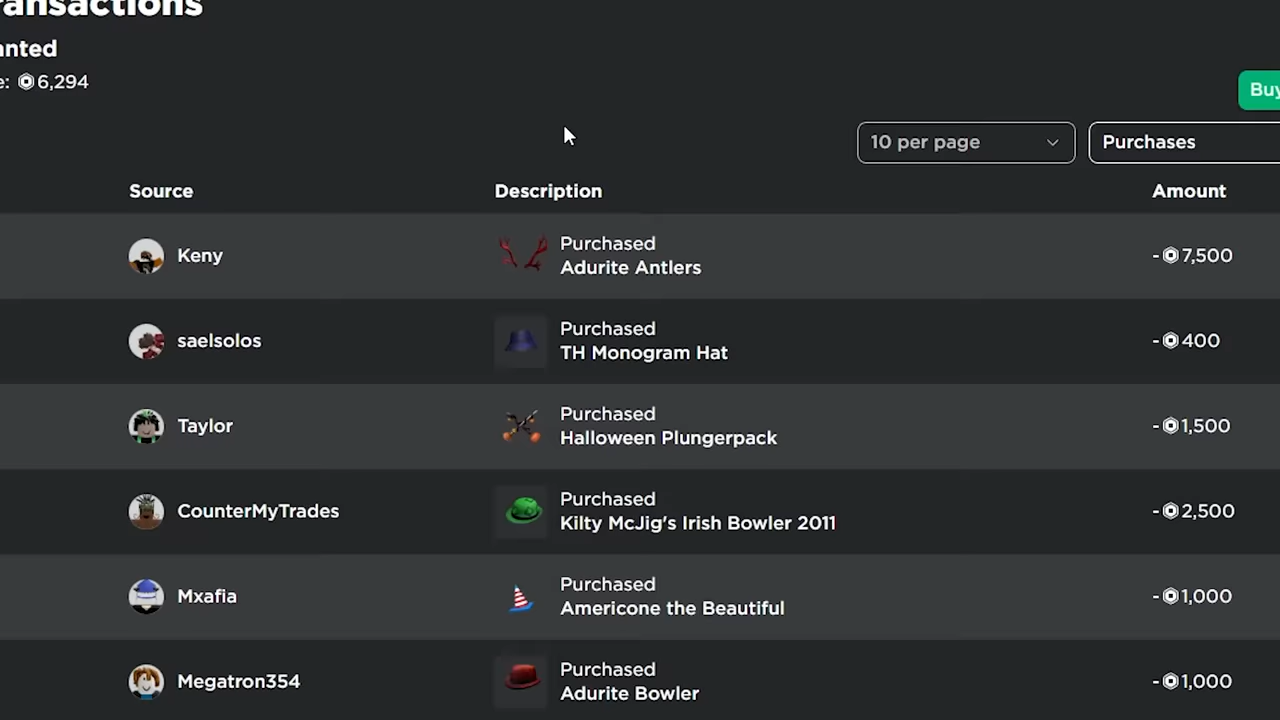 ransactions
anted
e: 6,294
Buy
10 per page
Purchases
Source Description Amount
Keny
Purchased
Adurite Antlers
-7,500
saelsolos
Purchased
TH Monogram Hat
-400
Taylor
Purchased
Halloween Plungerpack
-1,500
CounterMyTrades
Purchased
Kilty McJig's Irish Bowler 2011
-2,500
Mxafia
Purchased
Americone the Beautiful
-1,000
Megatron354
Purchased
Adurite Bowler
-1,000